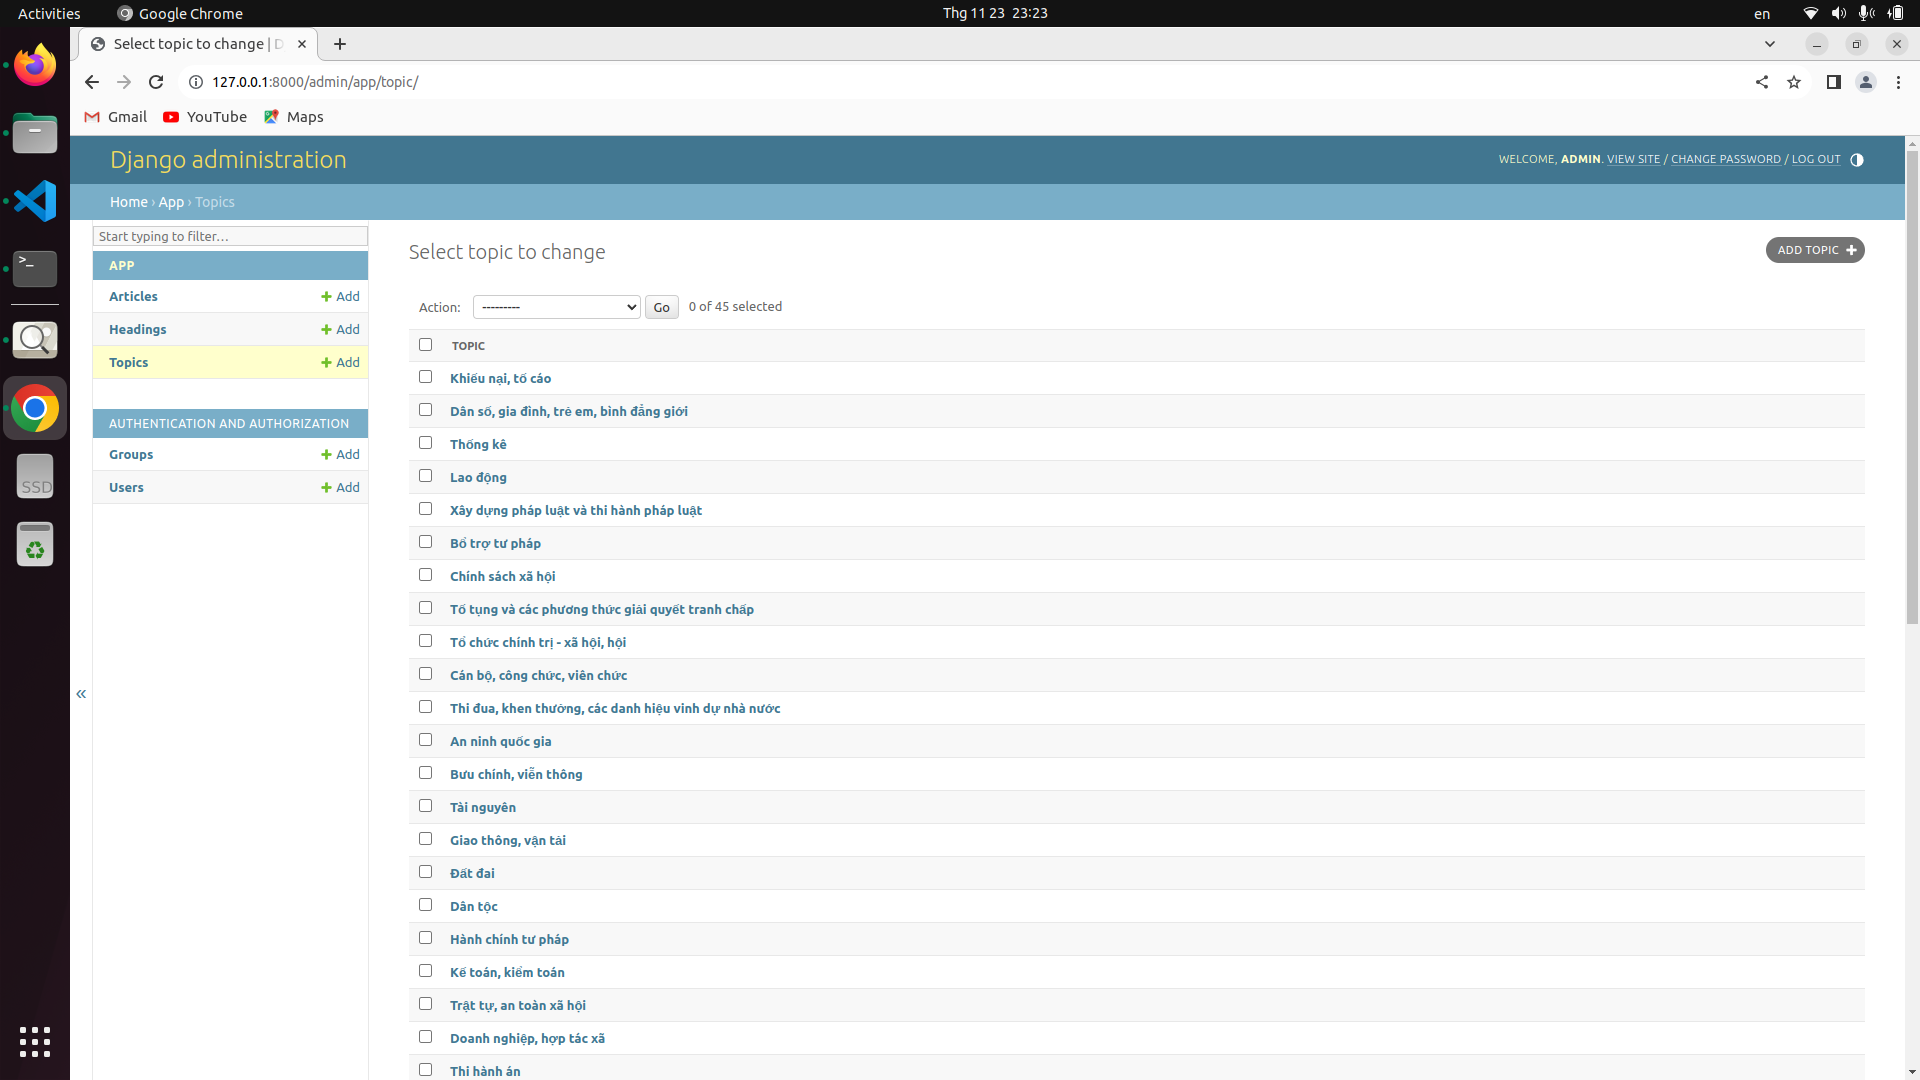 Activities
Google Chrome
Thg 11 23 23:23
en
Select topic to change | D
127.0.0.1:8000/admin/app/topic/
Gmail
YouTube
Maps
Django administration
WELCOME, ADMIN. VIEW SITE / CHANGE PASSWORD / LOG OUT
Home › App › Topics
Start typing to filter…
APP
Articles
Add
Headings
Add
Topics
Add
AUTHENTICATION AND AUTHORIZATION
Groups
Add
Users
Add
«
SSD
Select topic to change
ADD TOPIC
Action:
---------
Go
0 of 45 selected
TOPIC
Khiếu nại, tố cáo
Dân số, gia đình, trẻ em, bình đẳng giới
Thống kê
Lao động
Xây dựng pháp luật và thi hành pháp luật
Bổ trợ tư pháp
Chính sách xã hội
Tố tụng và các phương thức giải quyết tranh chấp
Tổ chức chính trị - xã hội, hội
Cán bộ, công chức, viên chức
Thi đua, khen thưởng, các danh hiệu vinh dự nhà nước
An ninh quốc gia
Bưu chính, viễn thông
Tài nguyên
Giao thông, vận tải
Đất đai
Dân tộc
Hành chính tư pháp
Kế toán, kiểm toán
Trật tự, an toàn xã hội
Doanh nghiệp, hợp tác xã
Thi hành án